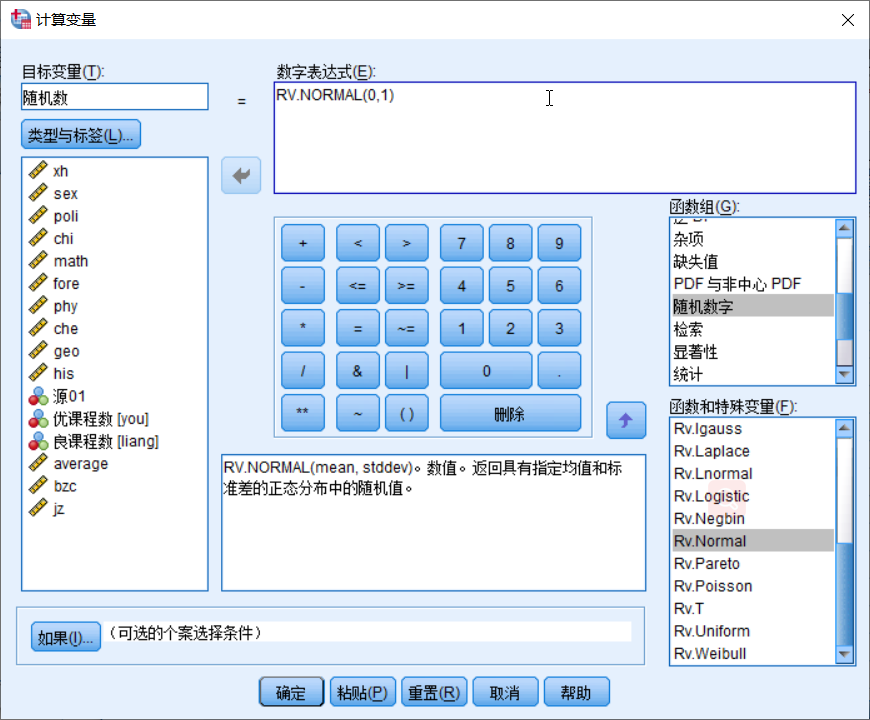 计算变量
目标变量(T):
随机数
=
数字表达式(E):
RV.NORMAL(0,1)
类型与标签(L)...
xh
sex
poli
chi
math
fore
phy
che
geo
his
源01
优课程数 [you]
良课程数 [liang]
average
bzc
jz
+ < > 7 8 9
- <= >= 4 5 6
* = ~= 1 2 3
/ & | 0 .
** ~ ( ) 删除
函数组(G):
杂项
缺失值
PDF 与非中心 PDF
随机数字
检索
显著性
统计
函数和特殊变量(F):
Rv.Igauss
Rv.Laplace
Rv.Lnormal
Rv.Logistic
Rv.Negbin
Rv.Normal
Rv.Pareto
Rv.Poisson
Rv.T
Rv.Uniform
Rv.Weibull
RV.NORMAL(mean, stddev)。数值。返回具有指定均值和标
准差的正态分布中的随机值。
如果(I)...
（可选的个案选择条件）
确定 粘贴(P) 重置(R) 取消 帮助